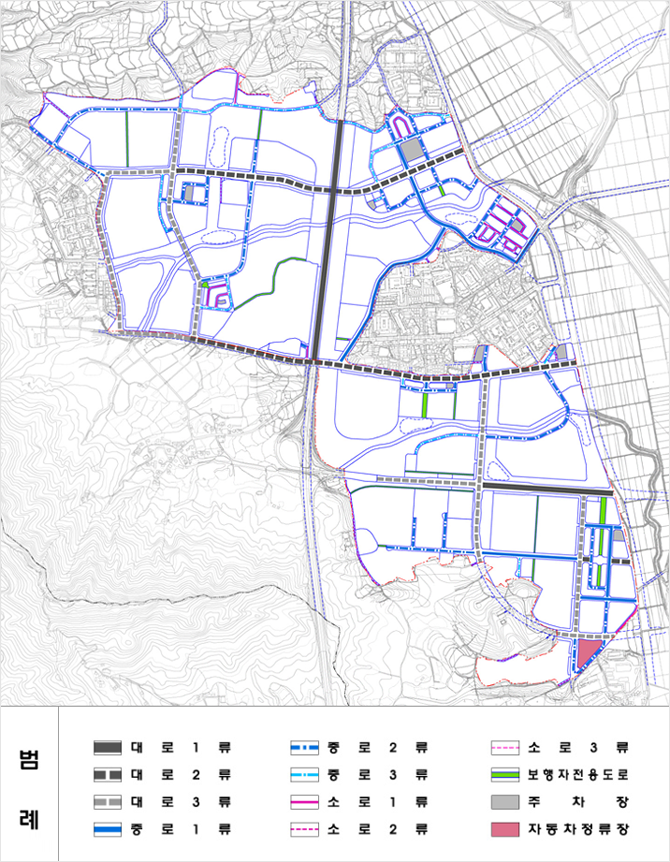 범례
대로1류
대로2류
대로3류
중로1류
중로2류
중로3류
소로1류
소로2류
소로3류
보행자전용도로
주차장
자동차정류장